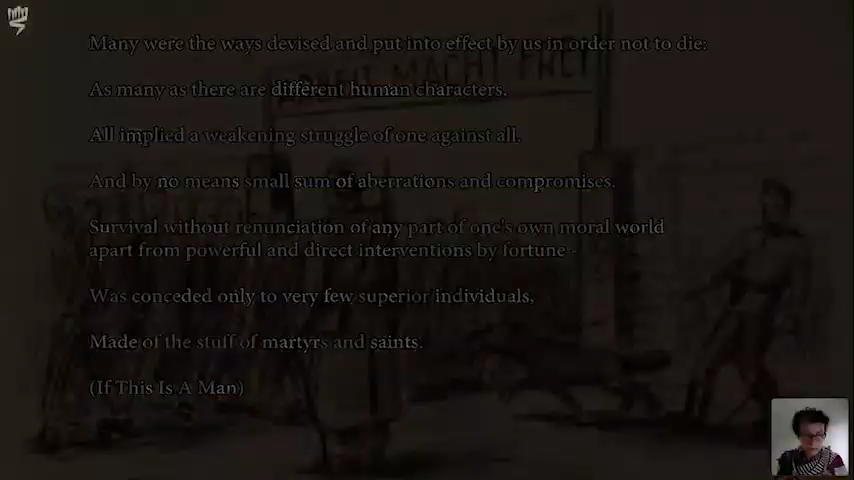 ARBEIT MACHT FREI
Many were the ways devised and put into effect by us in order not to die:
As many as there are different human characters.
All implied a weakening struggle of one against all.
And by no means small sum of aberrations and compromises.
Survival without renunciation of any part of one's own moral world
apart from powerful and direct interventions by fortune--
Was conceded only to very few superior individuals,
Made of the stuff of martyrs and saints.
(If This Is A Man)